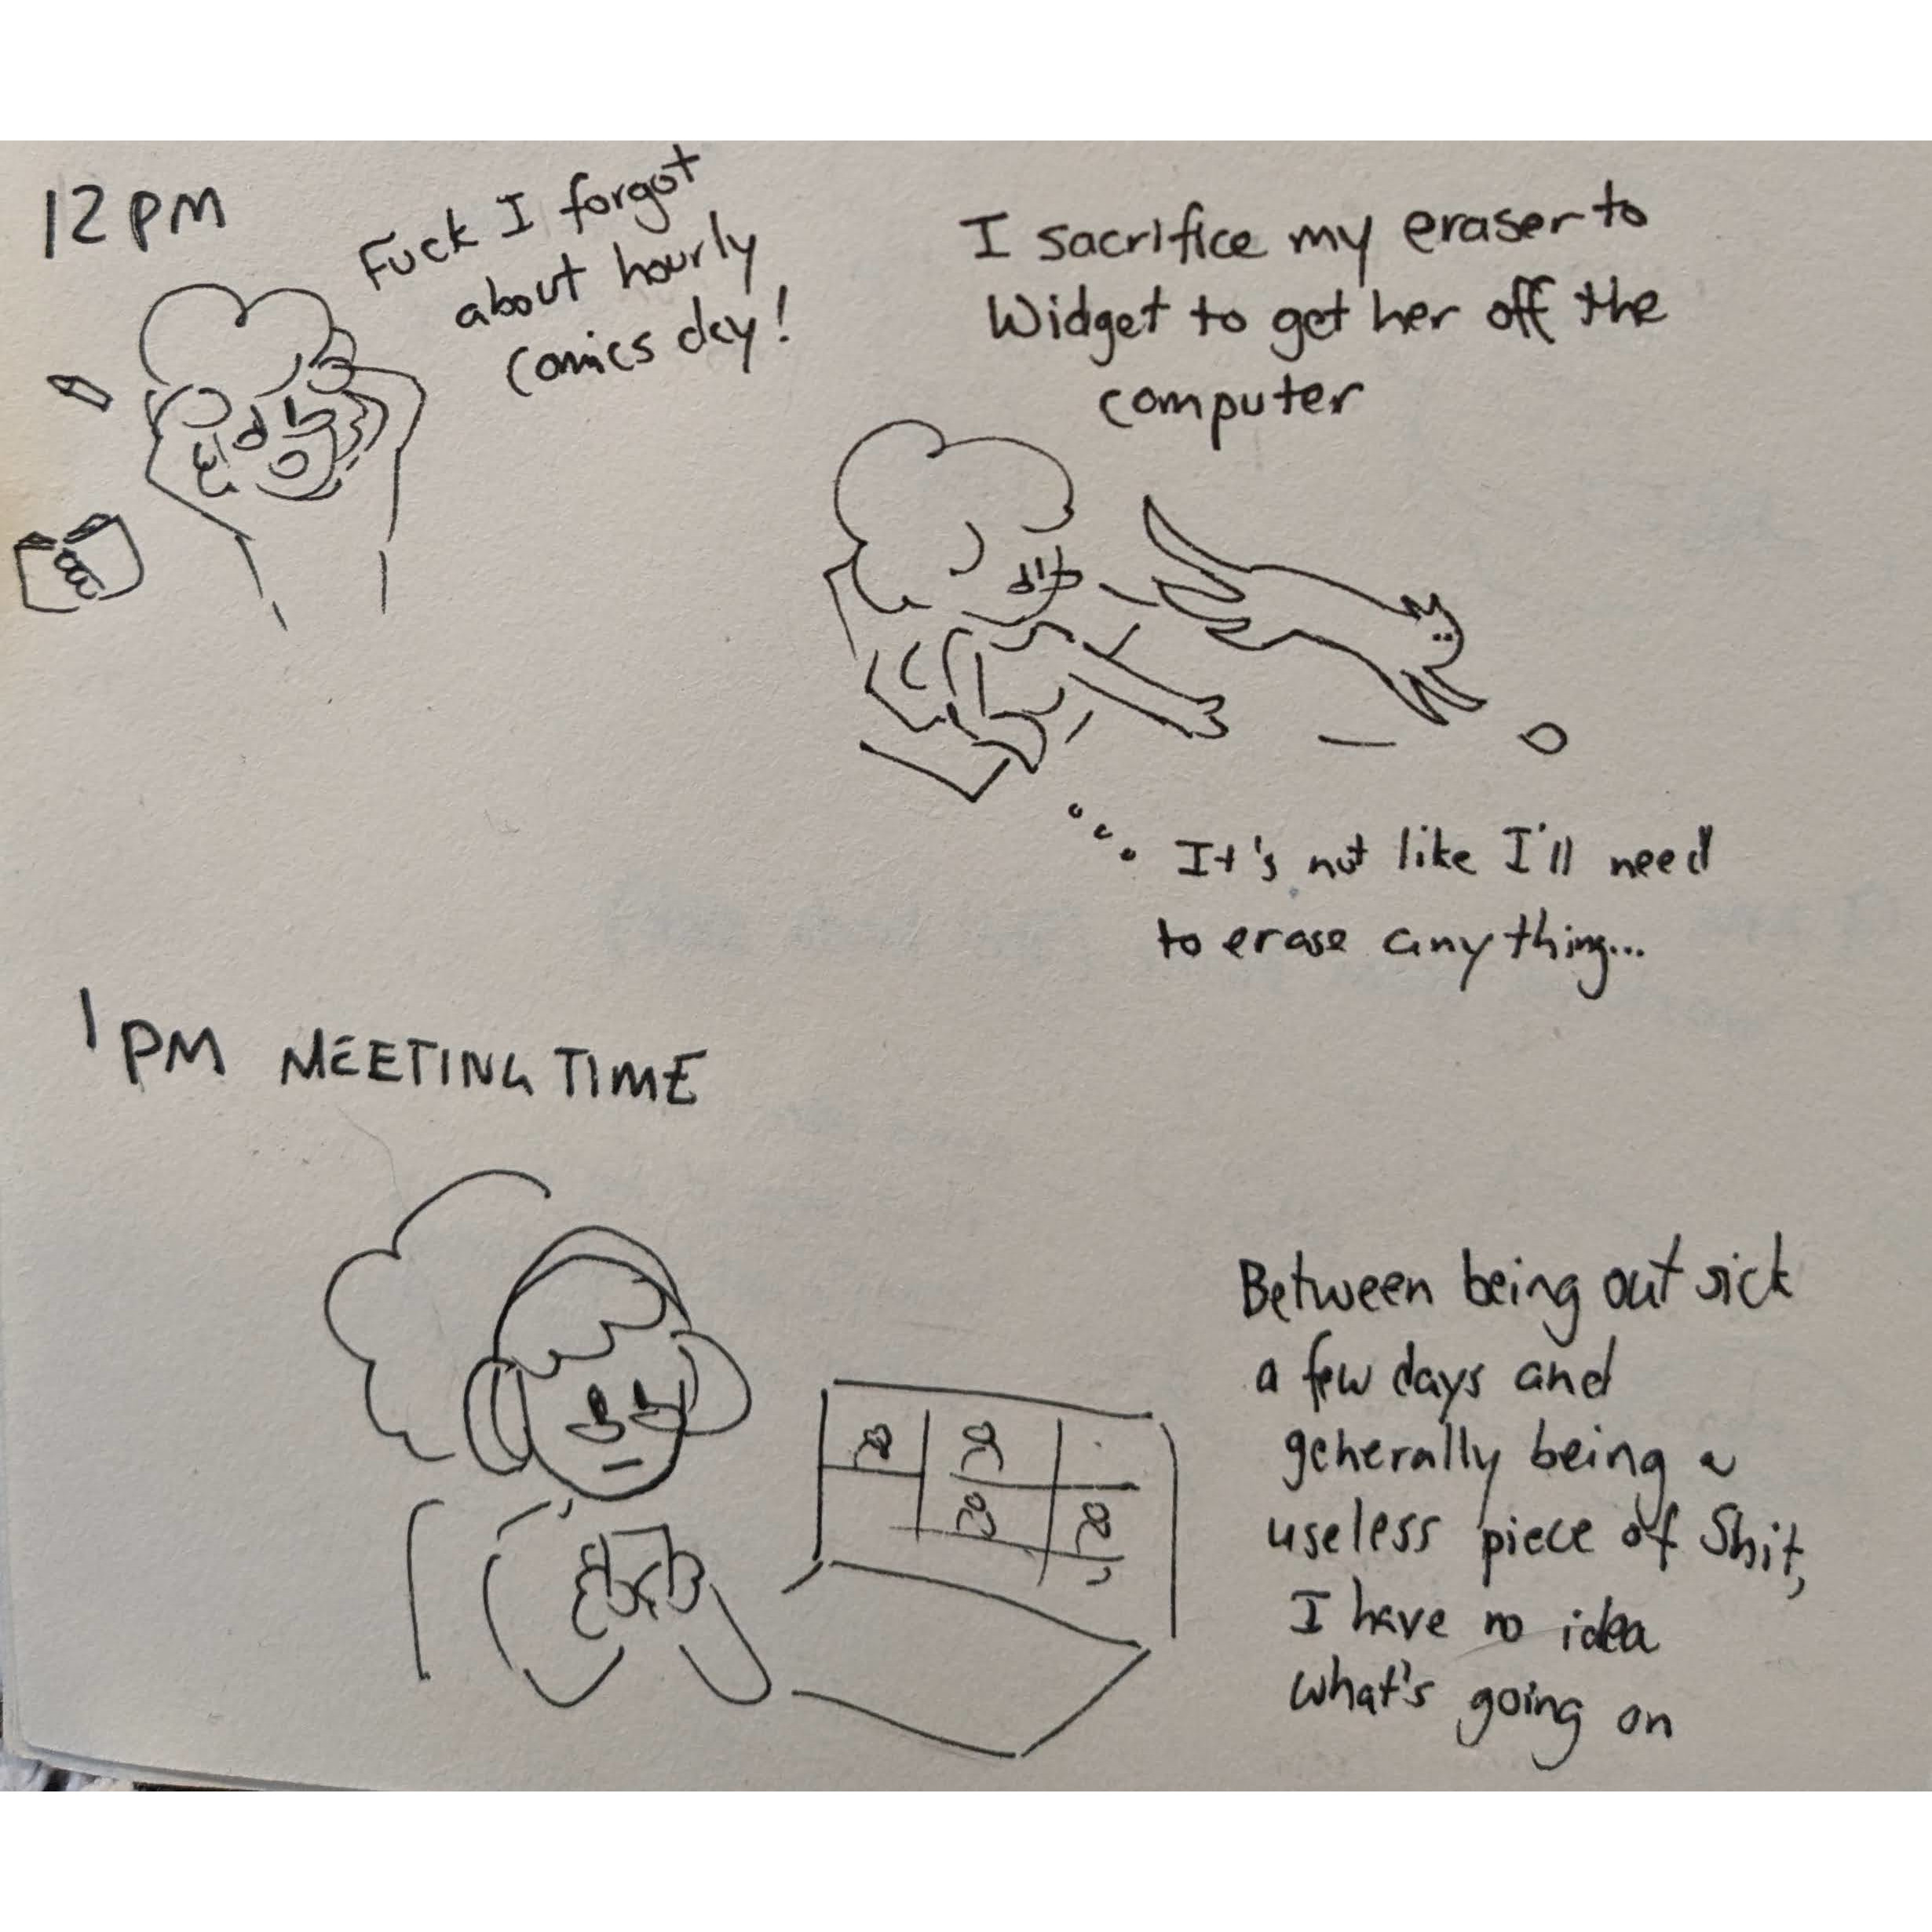 12 PM
Fuck I forgot
about hourly
comics day!
I sacrifice my eraser to
Widget to get her off the
computer
It's not like I'll need
to erase anything...
1 PM MEETING TIME
Between being out sick
a few days and
generally being a
useless piece of Shit,
I have no idea
what's going on